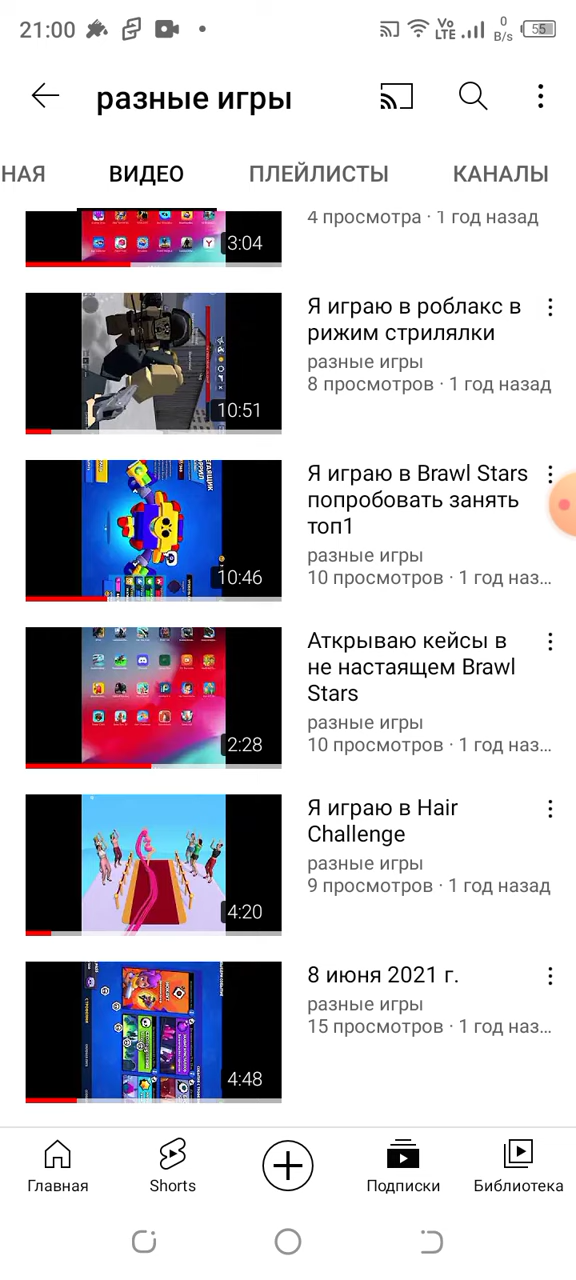 21:00
Vo
LTE
0
B/s
55
разные игры
НАЯ
ВИДЕО
ПЛЕЙЛИСТЫ
КАНАЛЫ
3:04
4 просмотра · 1 год назад
10:51
Я играю в роблакс в
рижим стрилялки
разные игры
8 просмотров · 1 год назад
10:46
Я играю в Brawl Stars
попробовать занять
топ1
разные игры
10 просмотров · 1 год наз...
2:28
Аткрываю кейсы в
не настаящем Brawl
Stars
разные игры
10 просмотров · 1 год наз...
4:20
Я играю в Hair
Challenge
разные игры
9 просмотров · 1 год назад
4:48
8 июня 2021 г.
разные игры
15 просмотров · 1 год наз...
Главная
Shorts
Подписки
Библиотека